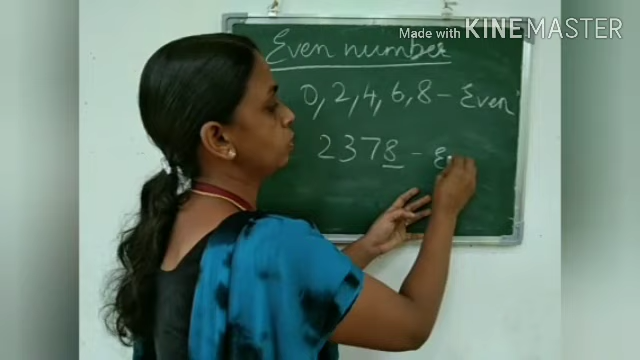 Made with KINEMASTER
Even number
0, 2, 4, 6, 8 - Even
2378 - E